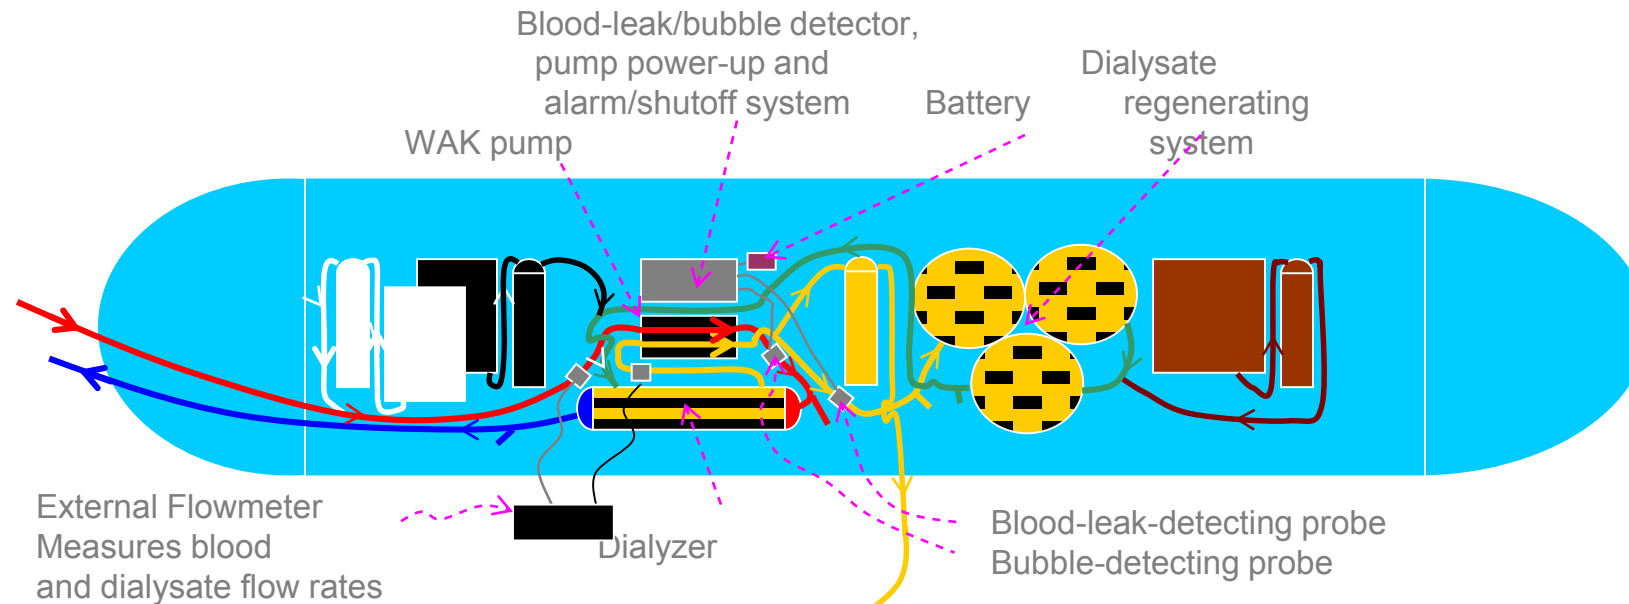 Blood-leak/bubble detector,
pump power-up and
alarm/shutoff system
WAK pump
Battery
Dialysate
regenerating
system
External Flowmeter
Measures blood
and dialysate flow rates
Dialyzer
Blood-leak-detecting probe
Bubble-detecting probe